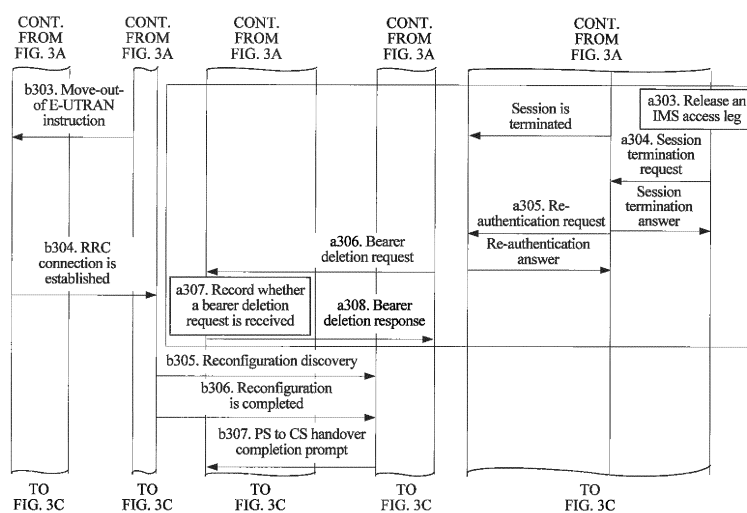 CONT.
FROM
FIG. 3A
CONT.
FROM
FIG. 3A
CONT.
FROM
FIG. 3A
CONT.
FROM
FIG. 3A
CONT.
FROM
FIG. 3A
b303. Move-out-
of E-UTRAN
instruction
Session is
terminated
a303. Release an
IMS access leg
a304. Session
termination
request
Session
termination
answer
a305. Re-
authentication request
Re-authentication
answer
b304. RRC
connection is
established
a306. Bearer
deletion request
a307. Record whether
a bearer deletion
request is received
a308. Bearer
deletion response
b305. Reconfiguration discovery
b306. Reconfiguration
is completed
b307. PS to CS handover
completion prompt
TO
FIG. 3C
TO
FIG. 3C
TO
FIG. 3C
TO
FIG. 3C
TO
FIG. 3C